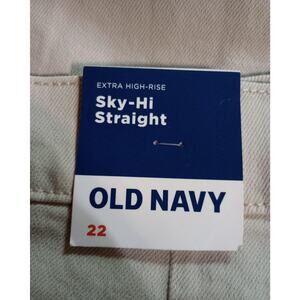 EXTRA HIGH-RISE
Sky-Hi
Straight
OLD NAVY
22